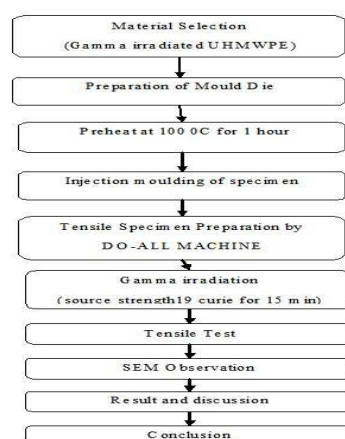 Material Selection
(Gamma irradiated UHMWPE)
Preparation of Mould Die
Preheat at 100 0C for 1 hour
Injection moulding of specimen
Tensile Specimen Preparation by
DO-ALL MACHINE
Gamma irradiation
(source strength19 curie for 15 min)
Tensile Test
SEM Observation
Result and discussion
Conclusion